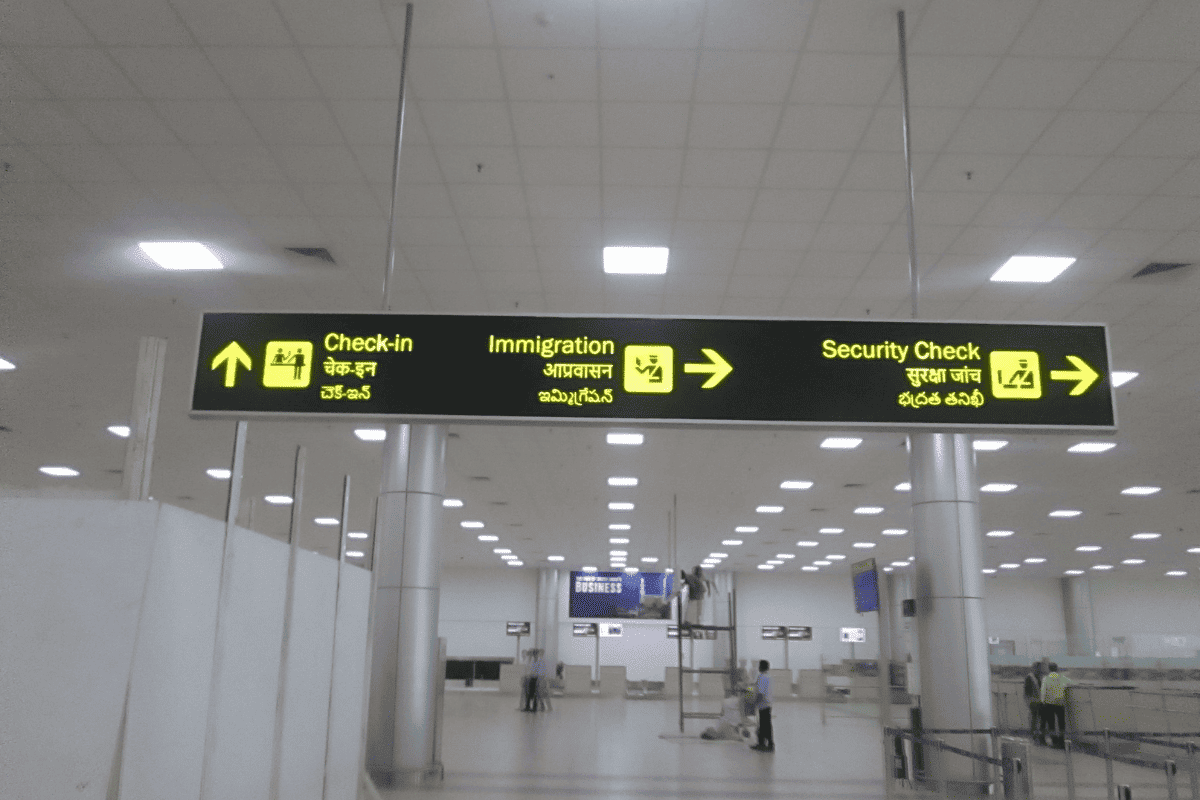 Check-in
चेक-इन
చెక్-ఇన్
Immigration
आप्रवासन
ఇమ్మిగ్రేషన్
Security Check
सुरक्षा जांच
భద్రత తనిఖీ
BUSINESS